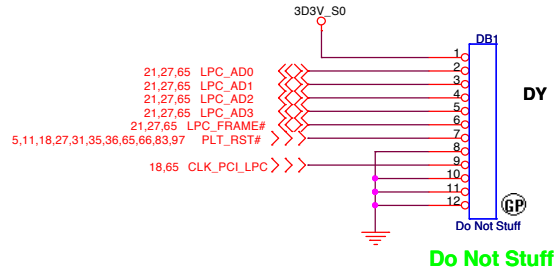 3D3V_S0
DB1
1
21,27,65 LPC_AD0 2
21,27,65 LPC_AD1 3
21,27,65 LPC_AD2 4
21,27,65 LPC_AD3 5
21,27,65 LPC_FRAME# 6
5,11,18,27,31,35,36,65,66,83,97 PLT_RST# 7
8
18,65 CLK_PCI_LPC 9
10
11
12
DY
GP
Do Not Stuff
Do Not Stuff